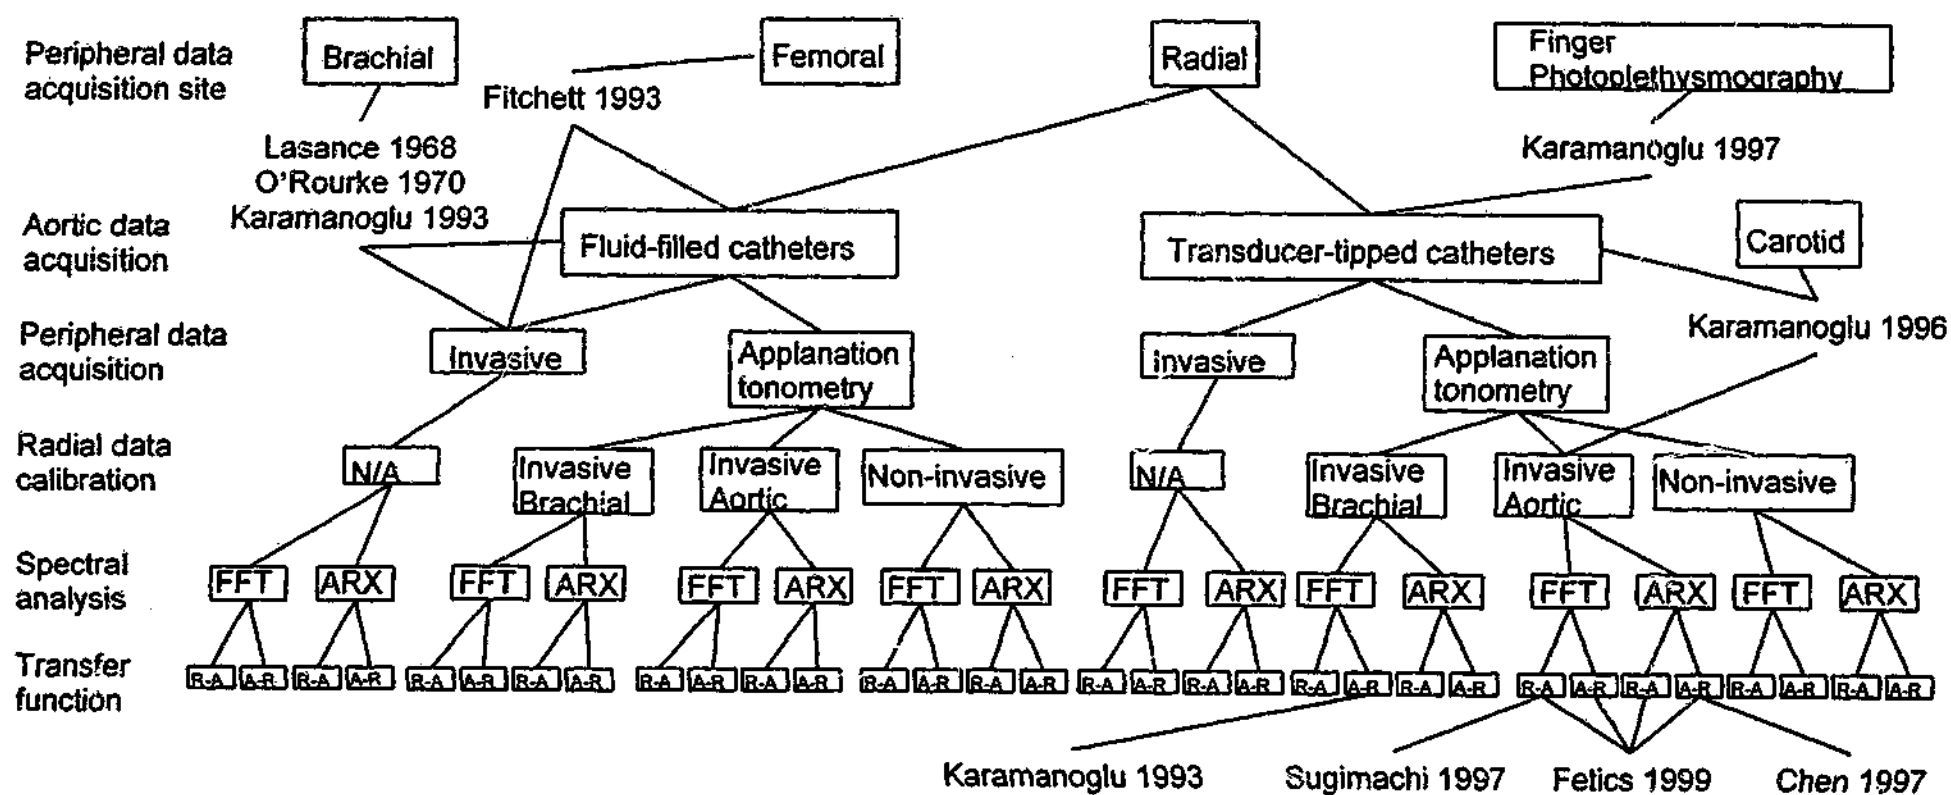 Peripheral data
acquisition site
Brachial
Femoral
Radial
Finger
Photoplethysmography
Fitchett 1993
Lasance 1968
O'Rourke 1970
Karamanoglu 1993
Karamanoglu 1997
Aortic data
acquisition
Fluid-filled catheters
Transducer-tipped catheters
Carotid
Karamanoglu 1996
Peripheral data
acquisition
Invasive
Applanation
tonometry
Invasive
Applanation
tonometry
Radial data
calibration
N/A
Invasive
Brachial
Invasive
Aortic
Non-invasive
N/A
Invasive
Brachial
Invasive
Aortic
Non-invasive
Spectral
analysis
FFT ARX FFT ARX FFT ARX FFT ARX FFT ARX FFT ARX FFT ARX FFT ARX
Transfer
function
R-A A-R R-A A-R R-A A-R R-A A-R R-A A-R R-A A-R R-A A-R R-A A-R R-A A-R R-A A-R R-A A-R R-A A-R R-A A-R R-A A-R R-A A-R R-A A-R
Karamanoglu 1993
Sugimachi 1997
Fetics 1999
Chen 1997